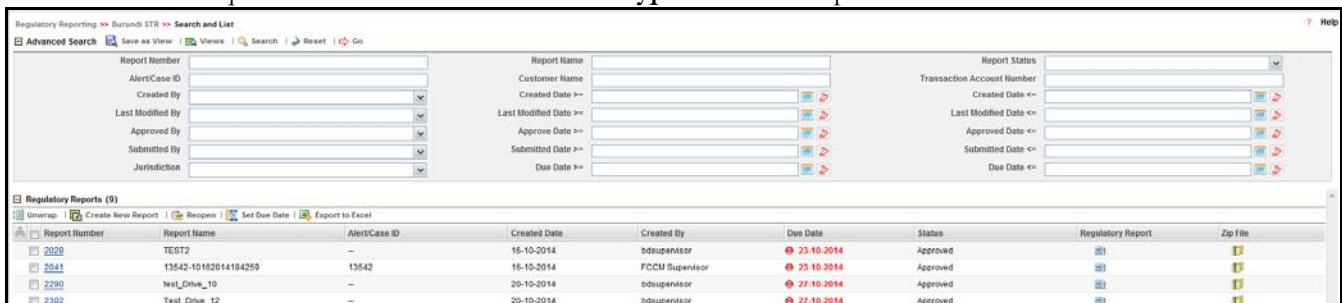 Regulatory Reporting >> Burundi STR >> Search and List
Help
Advanced Search Save as View | Views | Search | Reset | Go
Report Number Report Name Report Status
Alert/Case ID Customer Name Transaction Account Number
Created By Created Date >= Created Date <=
Last Modified By Last Modified Date >= Last Modified Date <=
Approved By Approve Date >= Approved Date <=
Submitted By Submitted Date >= Submitted Date <=
Jurisdiction Due Date >= Due Date <=
Regulatory Reports (9)
Unwrap | Create New Report | Reopen | Set Due Date | Export to Excel
Report Number Report Name Alert/Case ID Created Date Created By Due Date Status Regulatory Report Zip File
2028 TEST2 -- 16-10-2014 bdsupervisor 23-10-2014 Approved
2041 13542-10162014184259 13542 16-10-2014 FCCM Supervisor 23-10-2014 Approved
2290 test_Drive_10 -- 20-10-2014 bdsupervisor 27-10-2014 Approved
2302 Test_Drive_12 -- 20-10-2014 bdsupervisor 27-10-2014 Approved